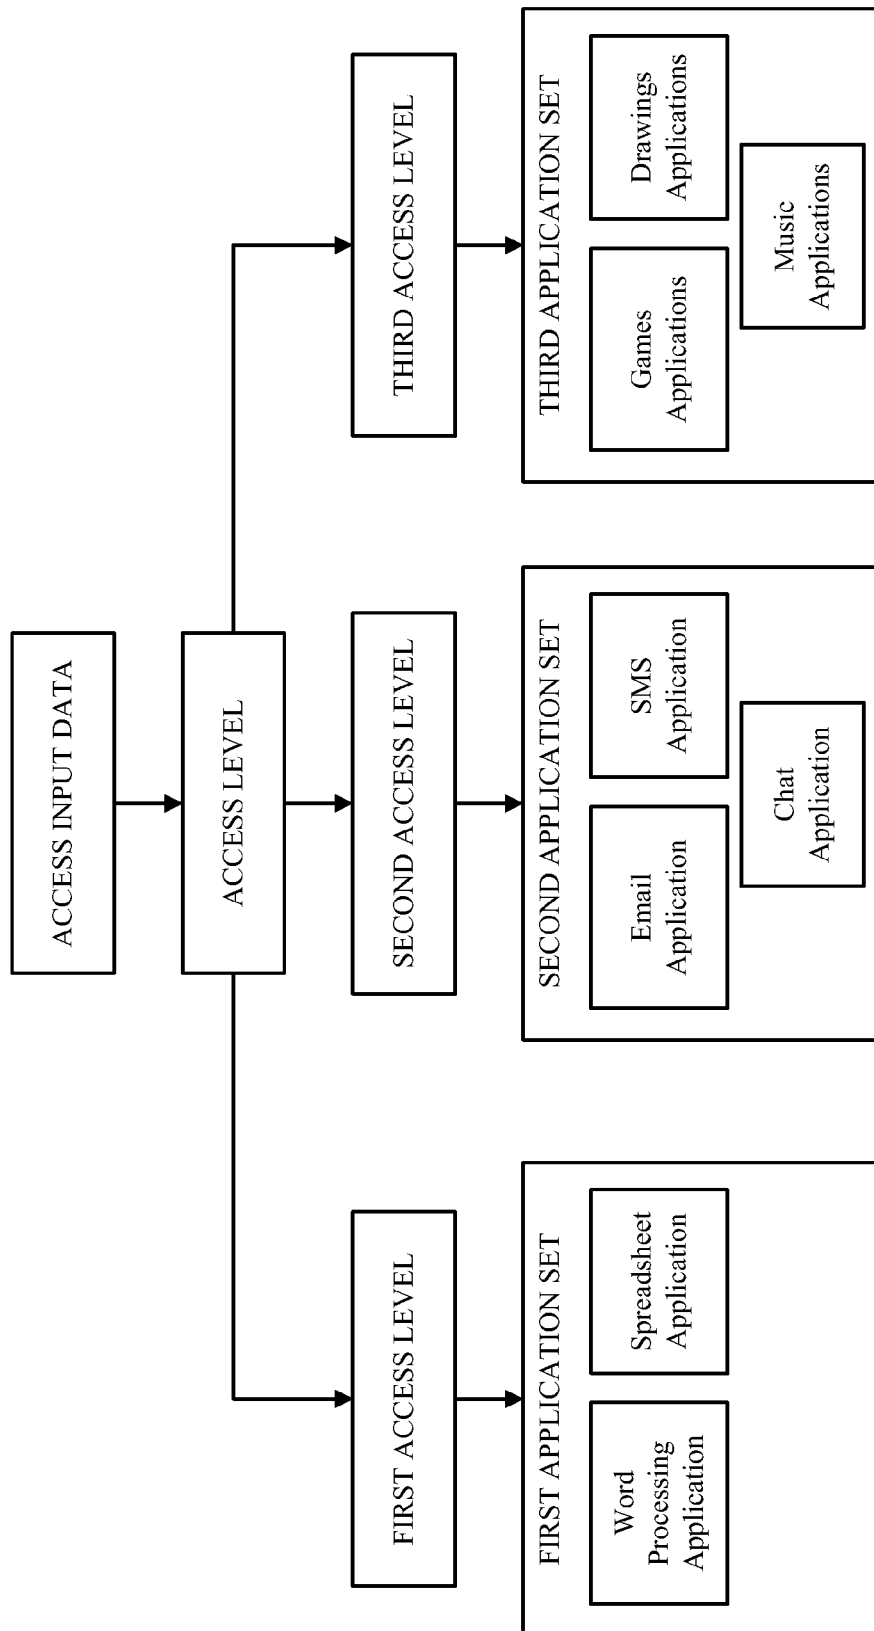 ACCESS INPUT DATA
ACCESS LEVEL
FIRST ACCESS LEVEL
SECOND ACCESS LEVEL
THIRD ACCESS LEVEL
FIRST APPLICATION SET
Word
Processing
Application
Spreadsheet
Application
SECOND APPLICATION SET
Email
Application
SMS
Application
Chat
Application
THIRD APPLICATION SET
Games
Applications
Drawings
Applications
Music
Applications